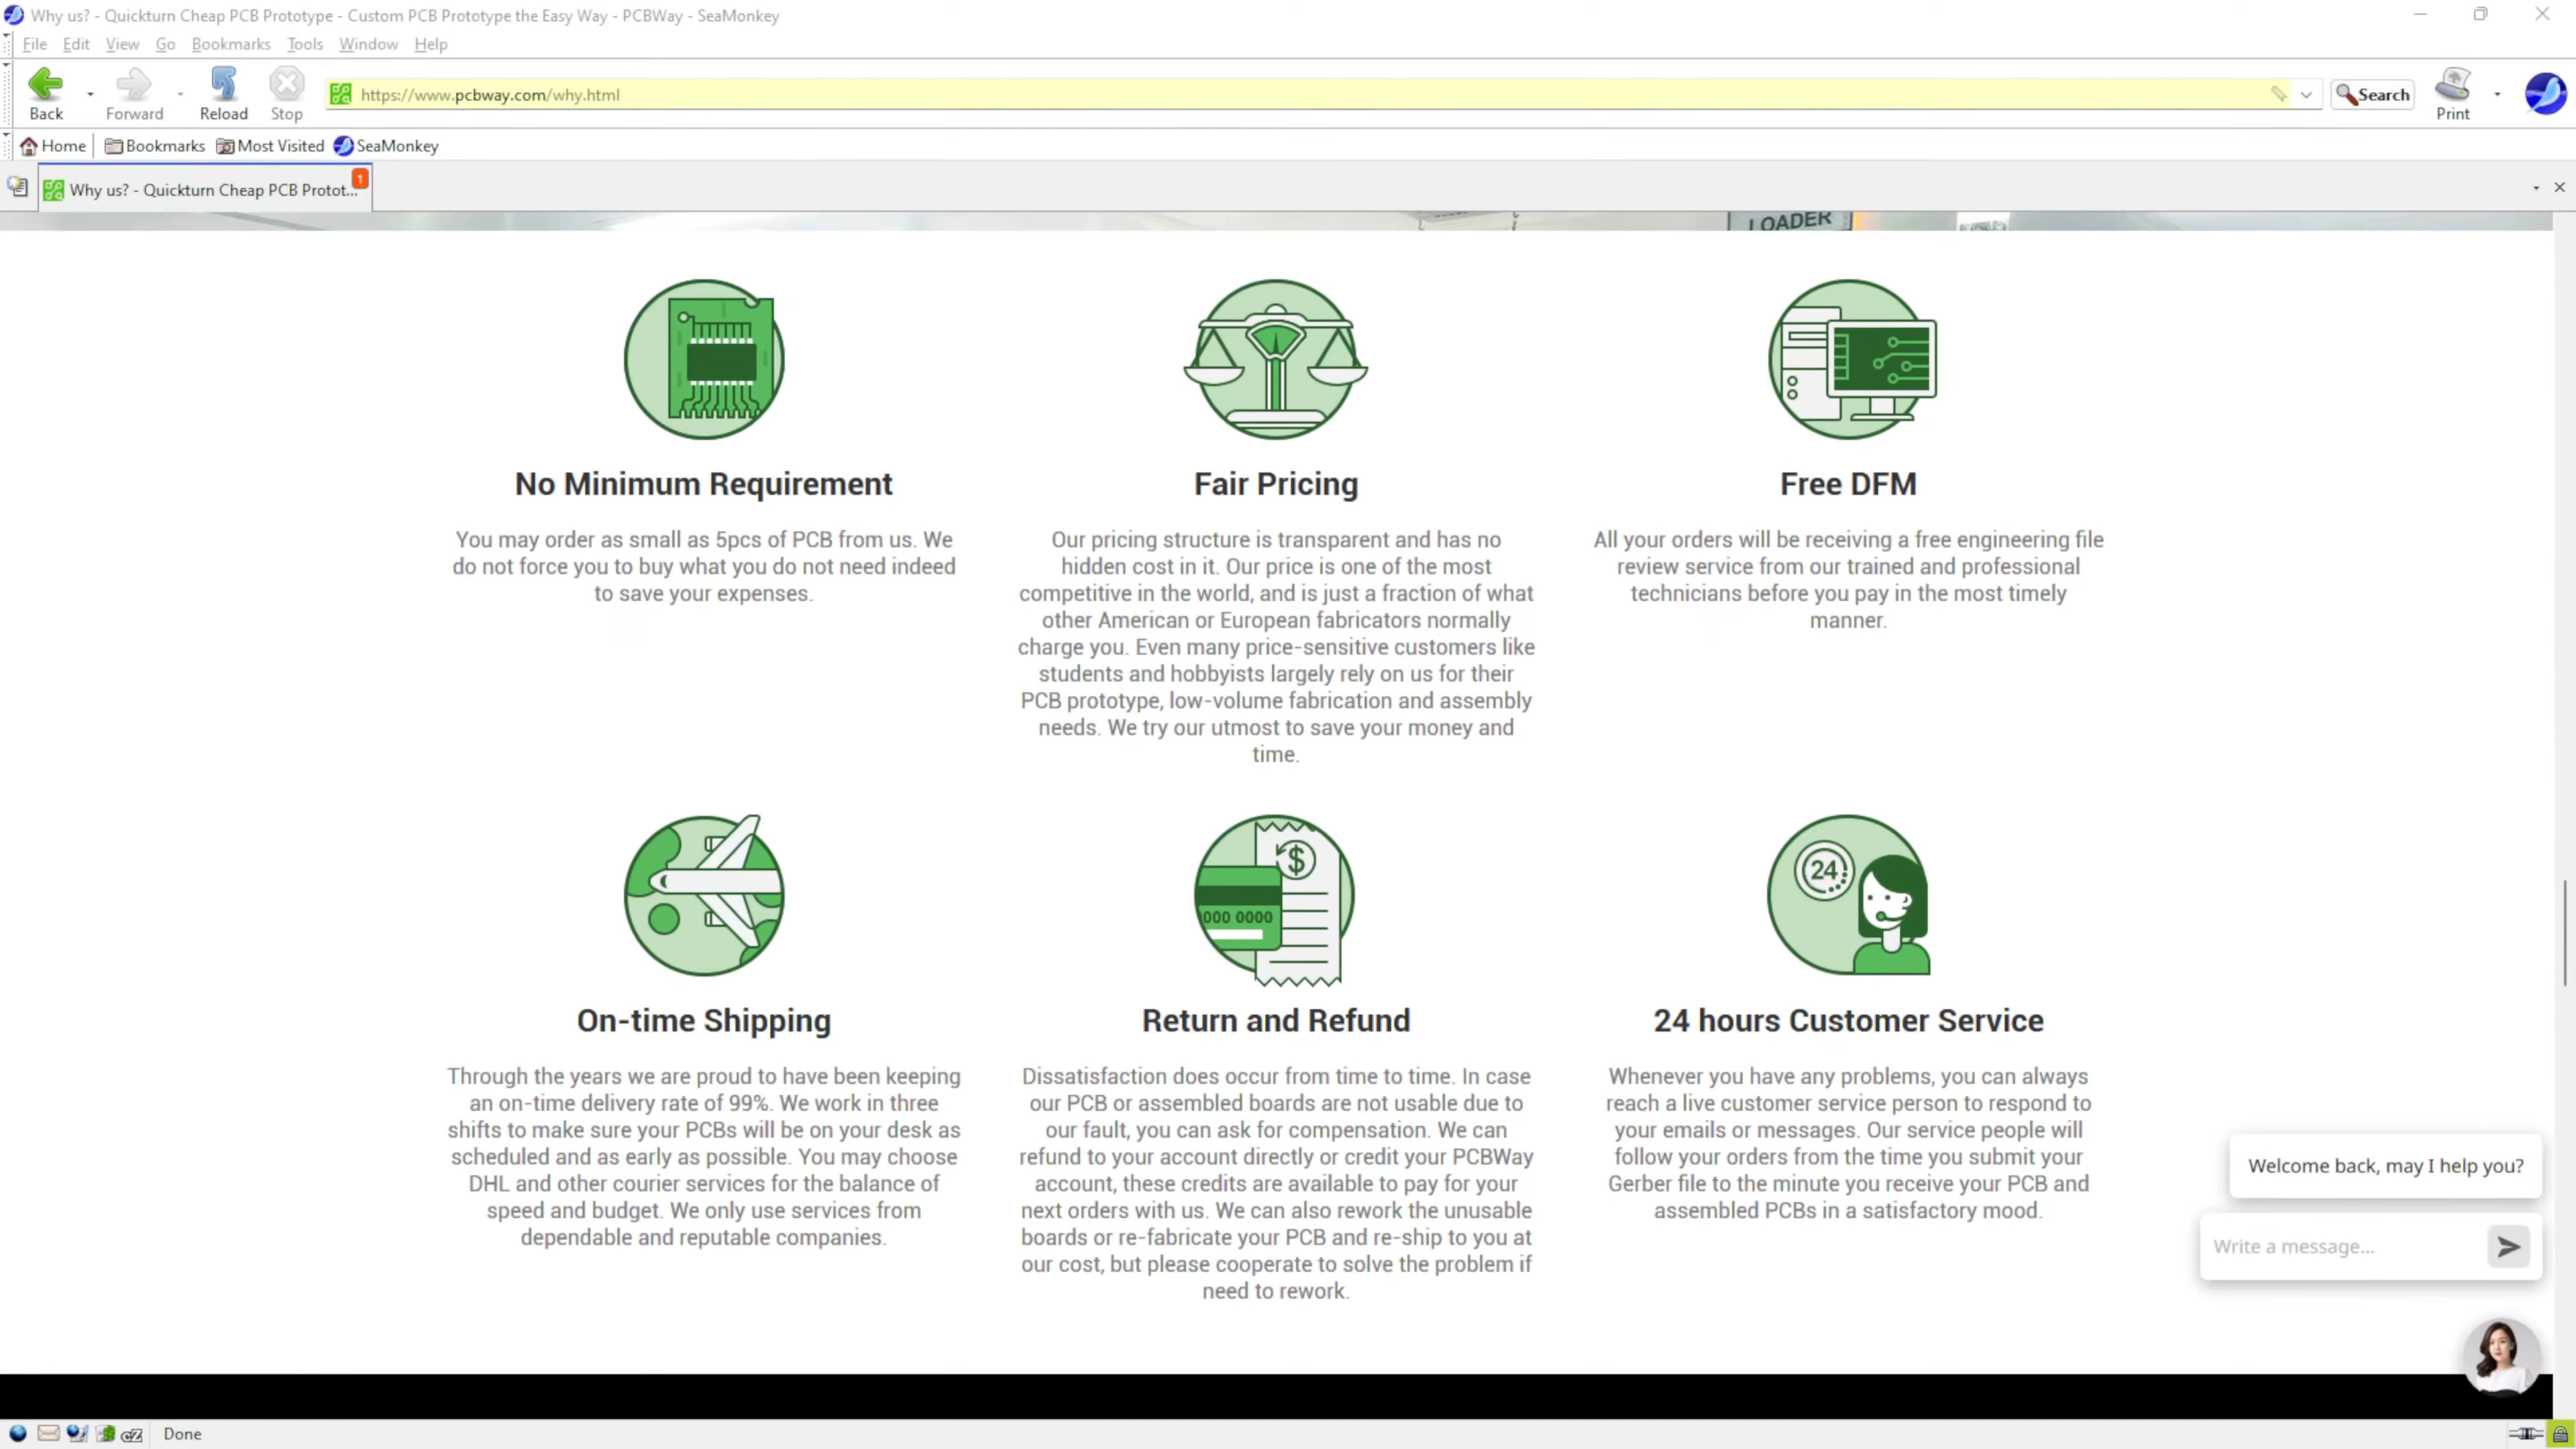 Why us? - Quickturn Cheap PCB Prototype - Custom PCB Prototype the Easy Way - PCBWay - SeaMonkey
File Edit View Go Bookmarks Tools Window Help
Back Forward Reload Stop
https://www.pcbway.com/why.html
Search
Print
Home Bookmarks Most Visited SeaMonkey
Why us? - Quickturn Cheap PCB Protot...
1
LOADER
No Minimum Requirement
You may order as small as 5pcs of PCB from us. We
do not force you to buy what you do not need indeed
to save your expenses.
Fair Pricing
Our pricing structure is transparent and has no
hidden cost in it. Our price is one of the most
competitive in the world, and is just a fraction of what
other American or European fabricators normally
charge you. Even many price-sensitive customers like
students and hobbyists largely rely on us for their
PCB prototype, low-volume fabrication and assembly
needs. We try our utmost to save your money and
time.
Free DFM
All your orders will be receiving a free engineering file
review service from our trained and professional
technicians before you pay in the most timely
manner.
On-time Shipping
Through the years we are proud to have been keeping
an on-time delivery rate of 99%. We work in three
shifts to make sure your PCBs will be on your desk as
scheduled and as early as possible. You may choose
DHL and other courier services for the balance of
speed and budget. We only use services from
dependable and reputable companies.
$
000 0000
Return and Refund
Dissatisfaction does occur from time to time. In case
our PCB or assembled boards are not usable due to
our fault, you can ask for compensation. We can
refund to your account directly or credit your PCBWay
account, these credits are available to pay for your
next orders with us. We can also rework the unusable
boards or re-fabricate your PCB and re-ship to you at
our cost, but please cooperate to solve the problem if
need to rework.
24
24 hours Customer Service
Whenever you have any problems, you can always
reach a live customer service person to respond to
your emails or messages. Our service people will
follow your orders from the time you submit your
Gerber file to the minute you receive your PCB and
assembled PCBs in a satisfactory mood.
Welcome back, may I help you?
Write a message...
cZ
Done